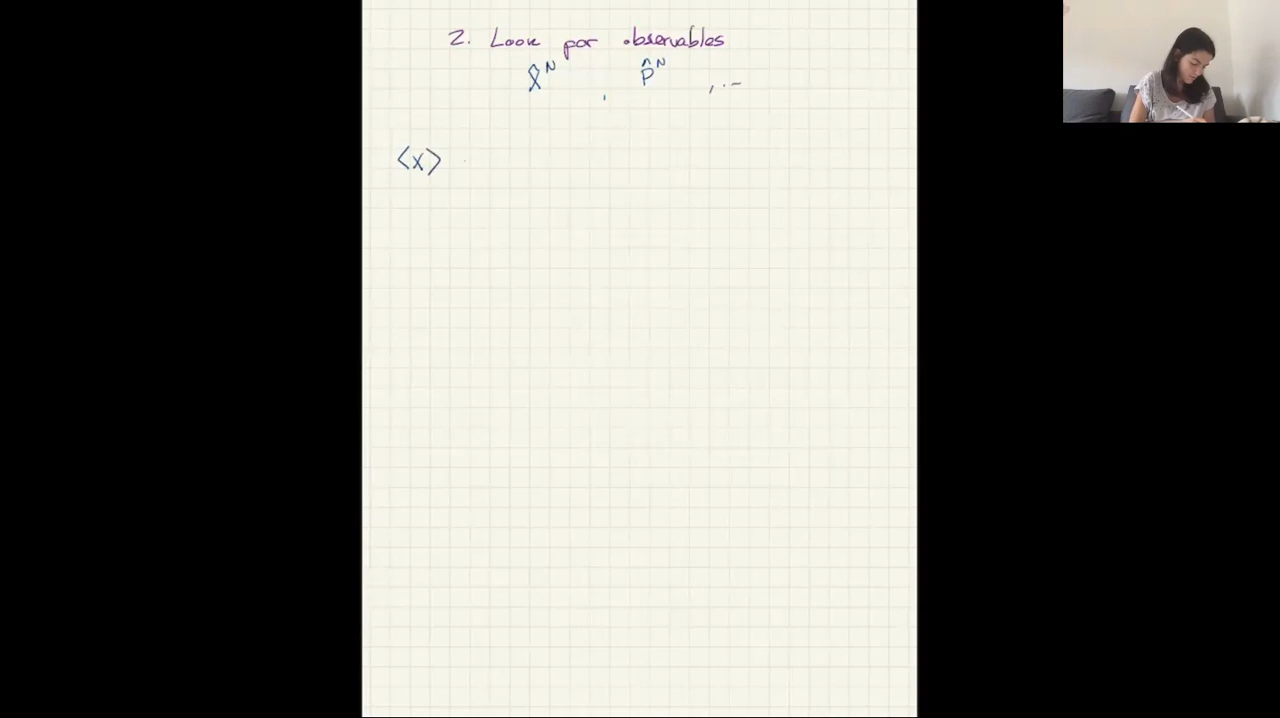 2. Look for observables
x̂^N , p̂^N , ..
<x>